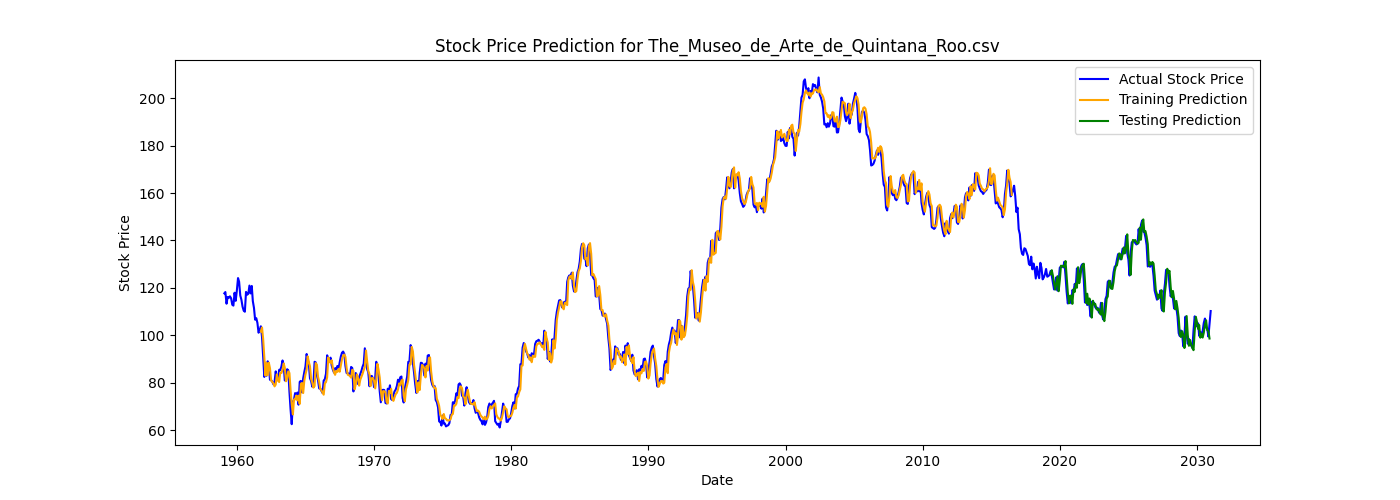 Stock Price Prediction for The_Museo_de_Arte_de_Quintana_Roo.csv
Actual Stock Price
Training Prediction
Testing Prediction
Stock Price
200
180
160
140
120
100
80
60
1960 1970 1980 1990 2000 2010 2020 2030
Date